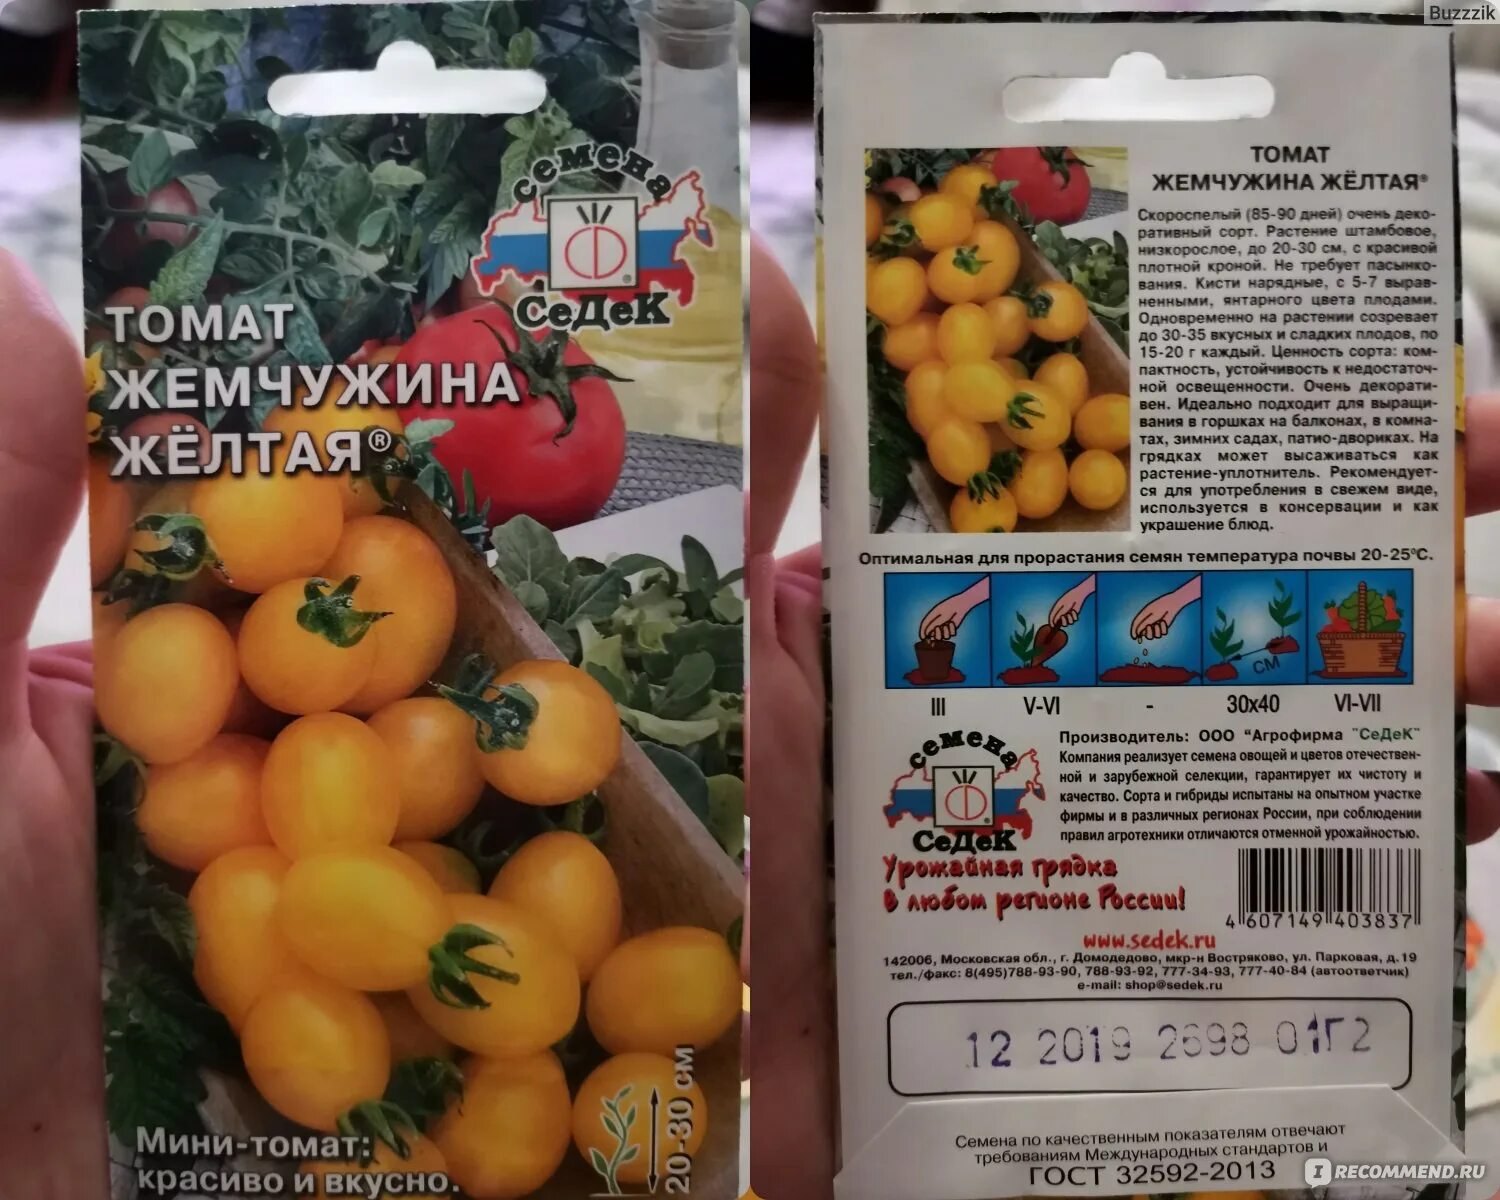 семена
СеДеК
ТОМАТ
ЖЕМЧУЖИНА
ЖЁЛТАЯ®
Мини-томат:
красиво и вкусно.
20-30 см
Buzzzik
ТОМАТ
ЖЕМЧУЖИНА ЖЁЛТАЯ®
Скороспелый (85-90 дней) очень деко-
ративный сорт. Растение штамбовое,
низкорослое, до 20-30 см, с красивой
плотной кроной. Не требует пасынко-
вания. Кисти нарядные, с 5-7 вырав-
ненными, янтарного цвета плодами.
Одновременно на растении созревает
до 30-35 вкусных и сладких плодов, по
15-20 г каждый. Ценность сорта: ком-
пактность, устойчивость к недостаточ-
ной освещенности. Очень декорати-
вен. Идеально подходит для выращи-
вания в горшках на балконах, в комна-
тах, зимних садах, патио-двориках. На
грядках может высаживаться как
растение-уплотнитель. Рекомендует-
ся для употребления в свежем виде,
используется в консервации и как
украшение блюд.
Оптимальная для прорастания семян температура почвы 20-25°С.
см
III V-VI - 30х40 VI-VII
семена
СеДеК
Производитель: ООО "Агрофирма "СеДеК"
Компания реализует семена овощей и цветов отечествен-
ной и зарубежной селекции, гарантирует их чистоту и
качество. Сорта и гибриды испытаны на опытном участке
фирмы и в различных регионах России, при соблюдении
правил агротехники отличаются отменной урожайностью.
Урожайная грядка
в любом регионе России!
4 607149 403837
www.sedek.ru
142006, Московская обл., г. Домодедово, мкр-н Востряково, ул. Парковая, д.19
тел./факс: 8(495)788-93-90, 788-93-92, 777-34-93, 777-40-84 (автоответчик)
e-mail: shop@sedek.ru
12 2019 2698 01Г2
Семена по качественным показателям отвечают
требованиям Международных стандартов и
ГОСТ 32592-2013
IRECOMMEND.RU